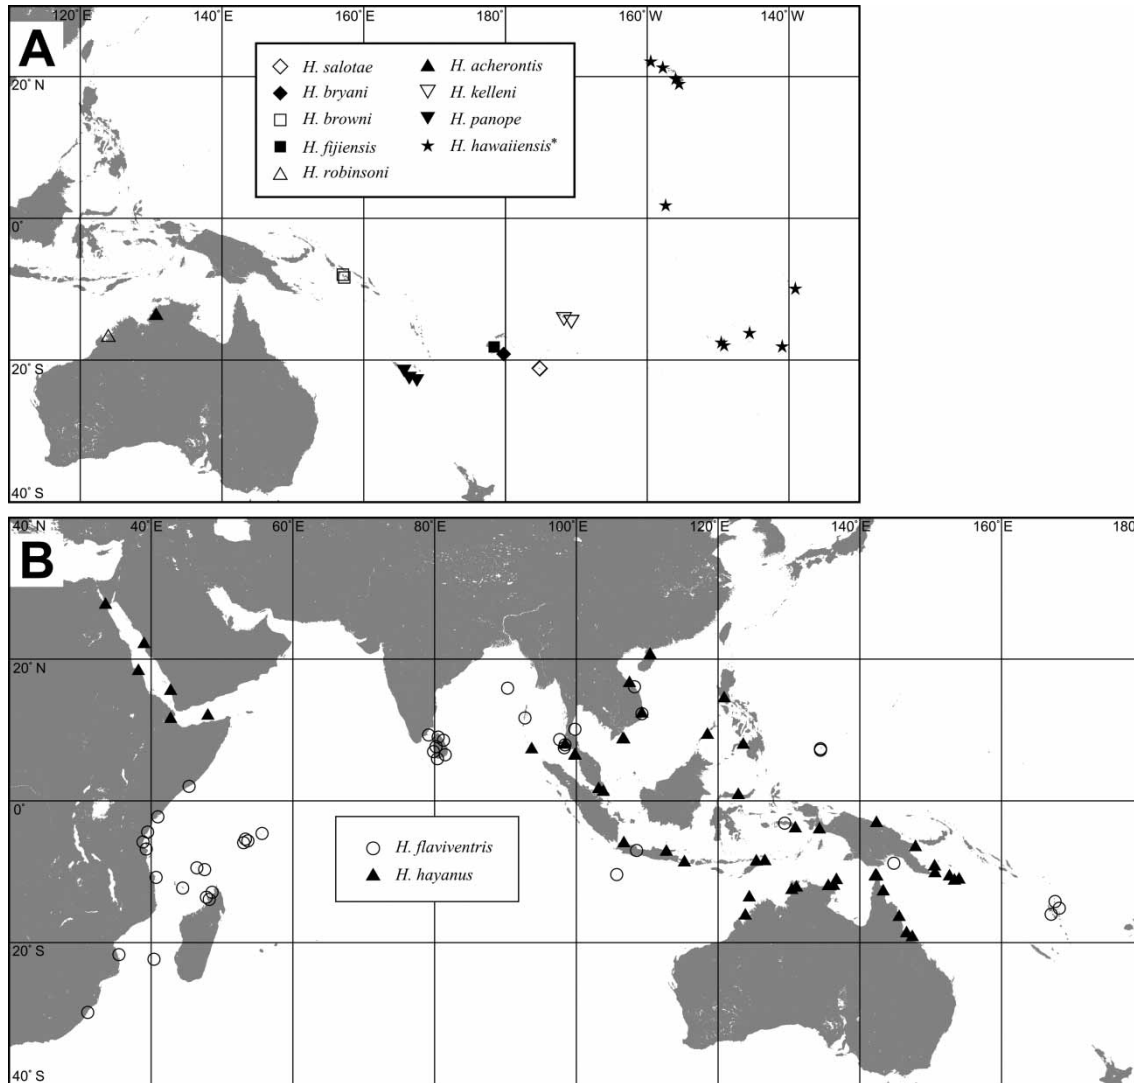 A
120° E 140° E 160° E 180° 160° W 140° W
20° N
0°
20° S
40° S
H. salotae
H. bryani
H. browni
H. fijiensis
H. robinsoni
H. acherontis
H. kelleni
H. panope
H. hawaiiensis*
B
40° N 40° E 60° E 80° E 100° E 120° E 140° E 160° E 180
20° N
0°
20° S
H. flaviventris
H. hayanus